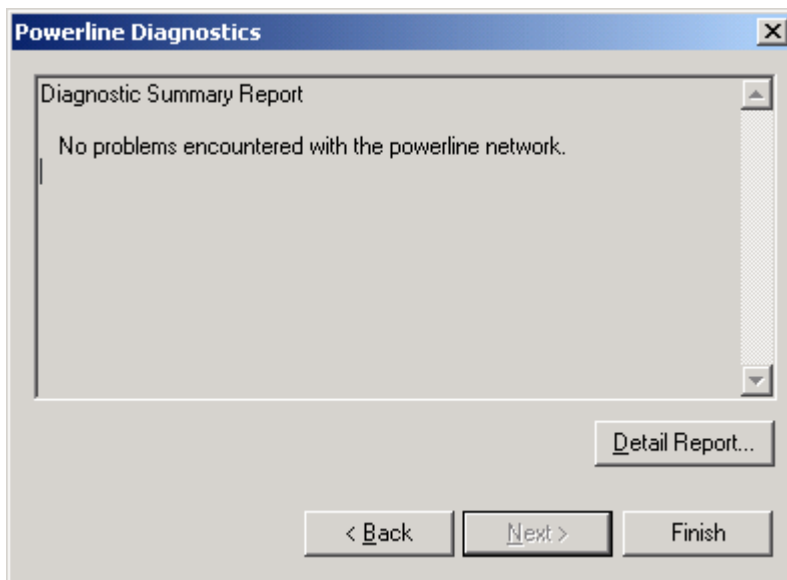 Powerline Diagnostics
Diagnostic Summary Report
No problems encountered with the powerline network.
Detail Report...
< Back
Next >
Finish